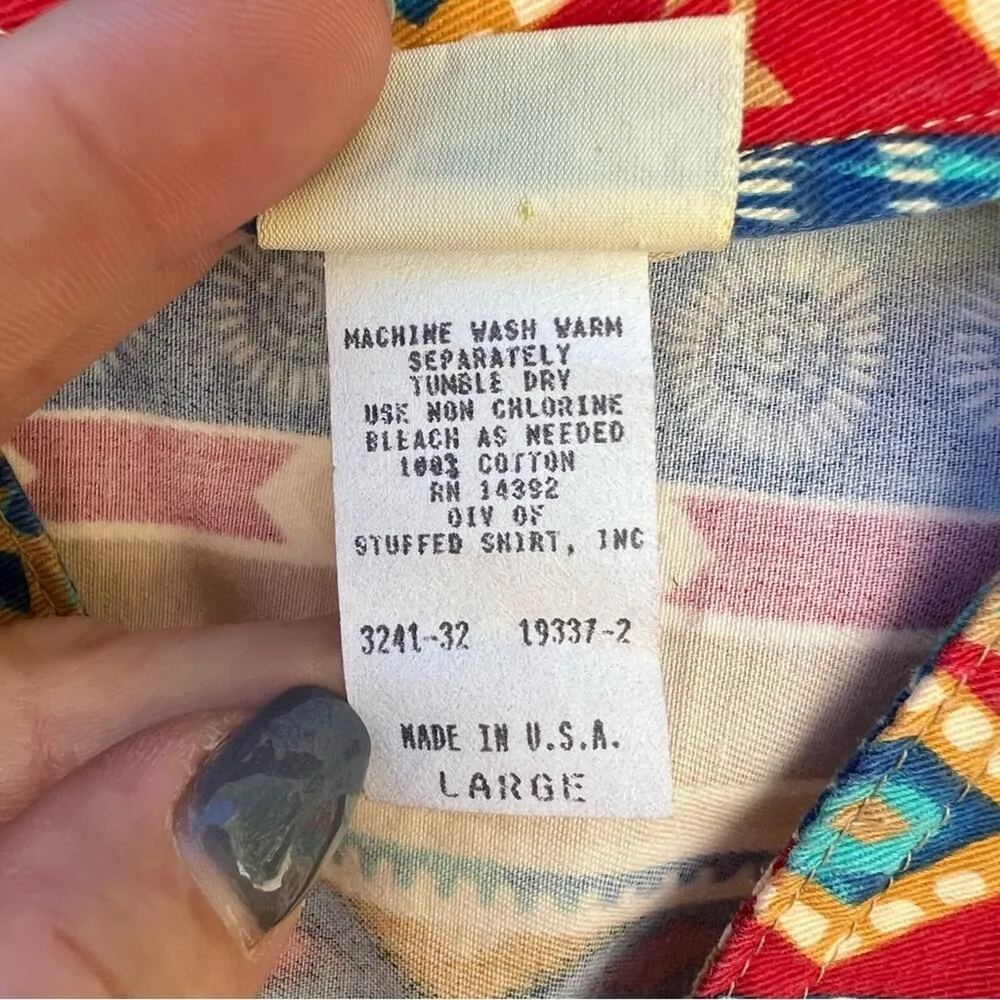 MACHINE WASH WARM
SEPARATELY
TUMBLE DRY
USE NON CHLORINE
BLEACH AS NEEDED
100% COTTON
RN 14392
DIV OF
STUFFED SHIRT, INC
3241-32 19337-2
MADE IN U.S.A.
LARGE